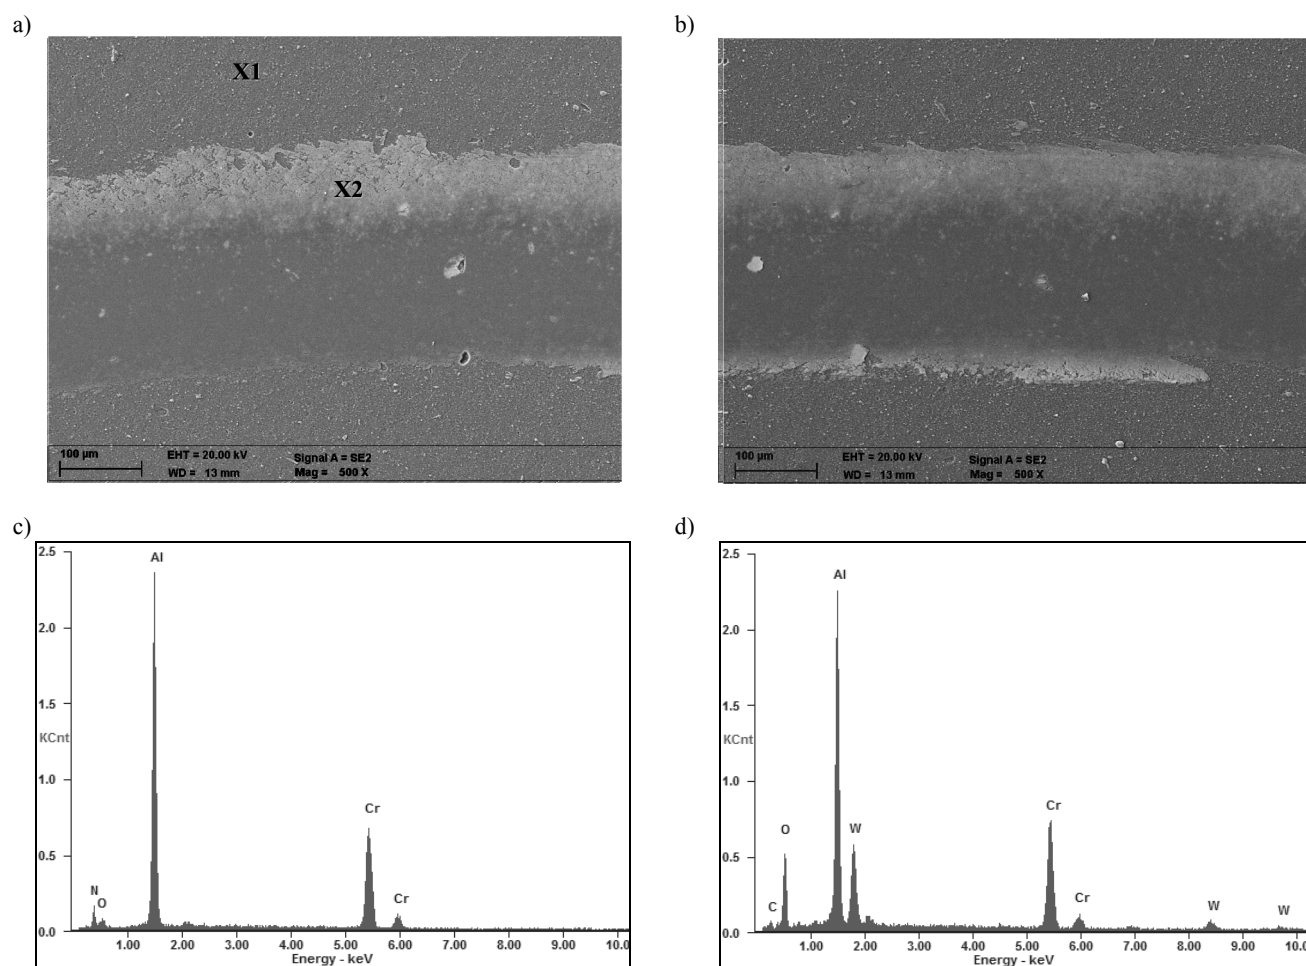 a)
X1
X2
100 µm
EHT = 20.00 kV
WD = 13 mm
Signal A = SE2
Mag = 500 X
b)
100 µm
EHT = 20.00 kV
WD = 13 mm
Signal A = SE2
Mag = 500 X
c)
2.5
2.0
1.5
KCnt
1.0
0.5
0.0
Al
Cr
Cr
N
O
1.00 2.00 3.00 4.00 5.00 6.00 7.00 8.00 9.00 10.0
Energy - keV
d)
2.5
2.0
1.5
KCnt
1.0
0.5
0.0
Al
O
W
Cr
C
Cr
W
W
1.00 2.00 3.00 4.00 5.00 6.00 7.00 8.00 9.00 10.0
Energy - keV